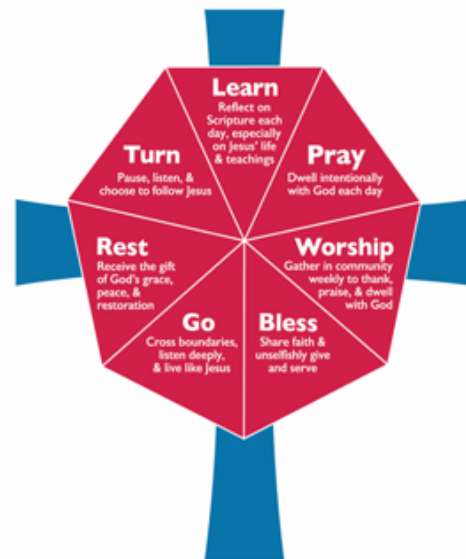 Learn
Reflect on
Scripture each
day, especially
on Jesus' life
& teachings
Turn
Pause, listen, &
choose to follow Jesus
Pray
Dwell intentionally
with God each day
Rest
Receive the gift
of God's grace,
peace, &
restoration
Worship
Gather in community
weekly to thank,
praise, & dwell
with God
Go
Cross boundaries,
listen deeply,
& live like Jesus
Bless
Share faith &
unselfishly give
and serve